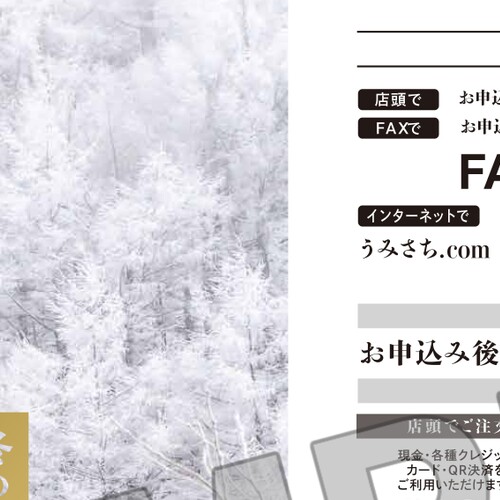 店頭で
お申込
FAXで
お申込
FA
インターネットで
うみさち.com
お申込み後
店頭でご注文
現金・各種クレジッ
カード・QR決済を
ご利用いただけます
冬
の